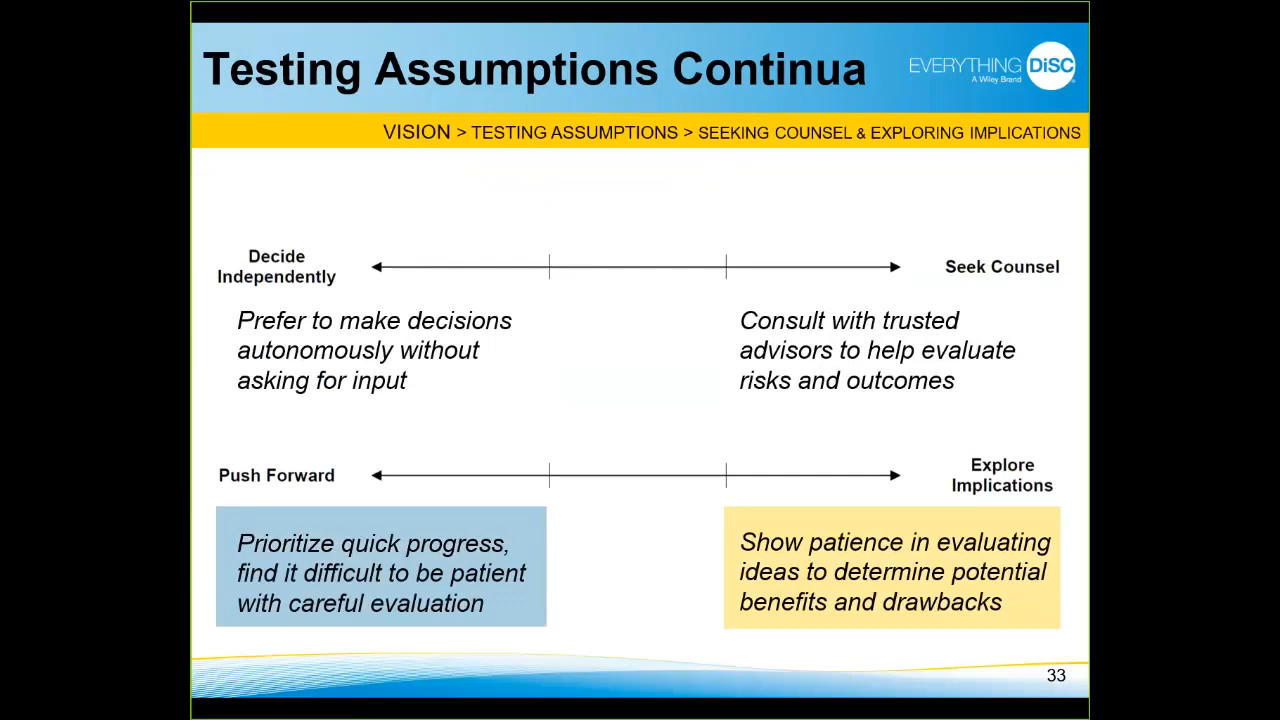 Testing Assumptions Continua
EVERYTHING DiSC
A Wiley Brand
VISION > TESTING ASSUMPTIONS > SEEKING COUNSEL & EXPLORING IMPLICATIONS
Decide
Independently
Seek Counsel
Prefer to make decisions
autonomously without
asking for input
Consult with trusted
advisors to help evaluate
risks and outcomes
Push Forward
Explore
Implications
Prioritize quick progress,
find it difficult to be patient
with careful evaluation
Show patience in evaluating
ideas to determine potential
benefits and drawbacks
33